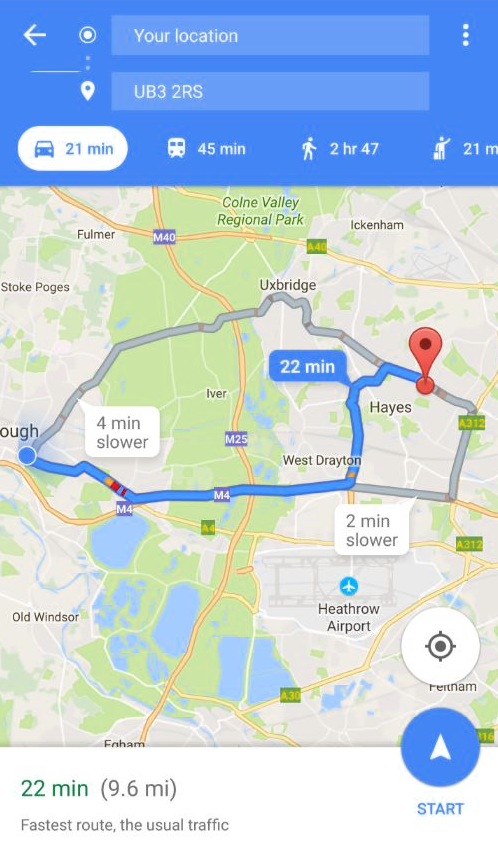 Your location
UB3 2RS
21 min
45 min
2 hr 47
21 m
Colne Valley
Regional Park
Ickenham
Fulmer
M40
A40
Stoke Poges
Uxbridge
22 min
Iver
Hayes
4 min
slower
ough
A312
M25
West Drayton
M4
M4
A4
2 min
slower
A312
Heathrow
Airport
Old Windsor
Feltham
A30
Egham
316
22 min (9.6 mi)
START
Fastest route, the usual traffic